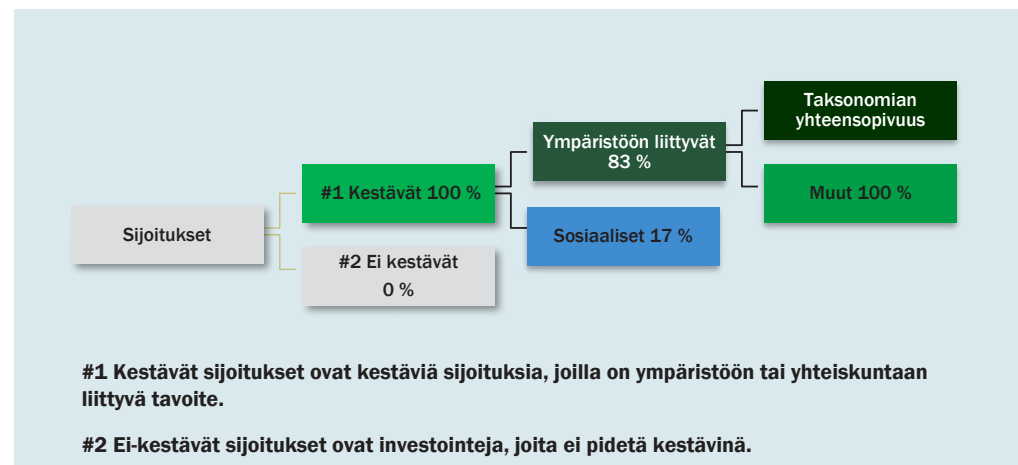 Taksonomian
yhteensopivuus
Ympäristöön liittyvät
83 %
#1 Kestävät 100 %
Muut 100 %
Sijoitukset
Sosiaaliset 17 %
#2 Ei kestävät
0 %
#1 Kestävät sijoitukset ovat kestäviä sijoituksia, joilla on ympäristöön tai yhteiskuntaan
liittyvä tavoite.
#2 Ei-kestävät sijoitukset ovat investointeja, joita ei pidetä kestävinä.